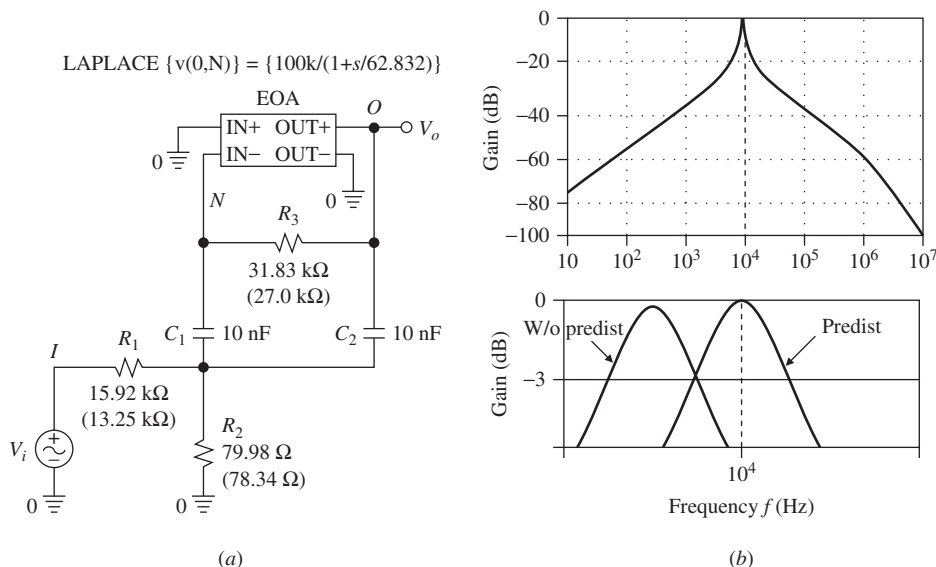 LAPLACE {v(0,N)} = {100k/(1+s/62.832)}
EOA
O
IN+ OUT+
IN− OUT−
V_o
0
0
N
R_3
31.83 kΩ
(27.0 kΩ)
C_1 10 nF
C_2 10 nF
I
R_1
15.92 kΩ
(13.25 kΩ)
R_2
79.98 Ω
(78.34 Ω)
V_i
+
−
0
0
(a)
Gain (dB)
0
−20
−40
−60
−80
−100
10 10^2 10^3 10^4 10^5 10^6 10^7
Gain (dB)
0
−3
W/o predist
Predist
10^4
Frequency f (Hz)
(b)